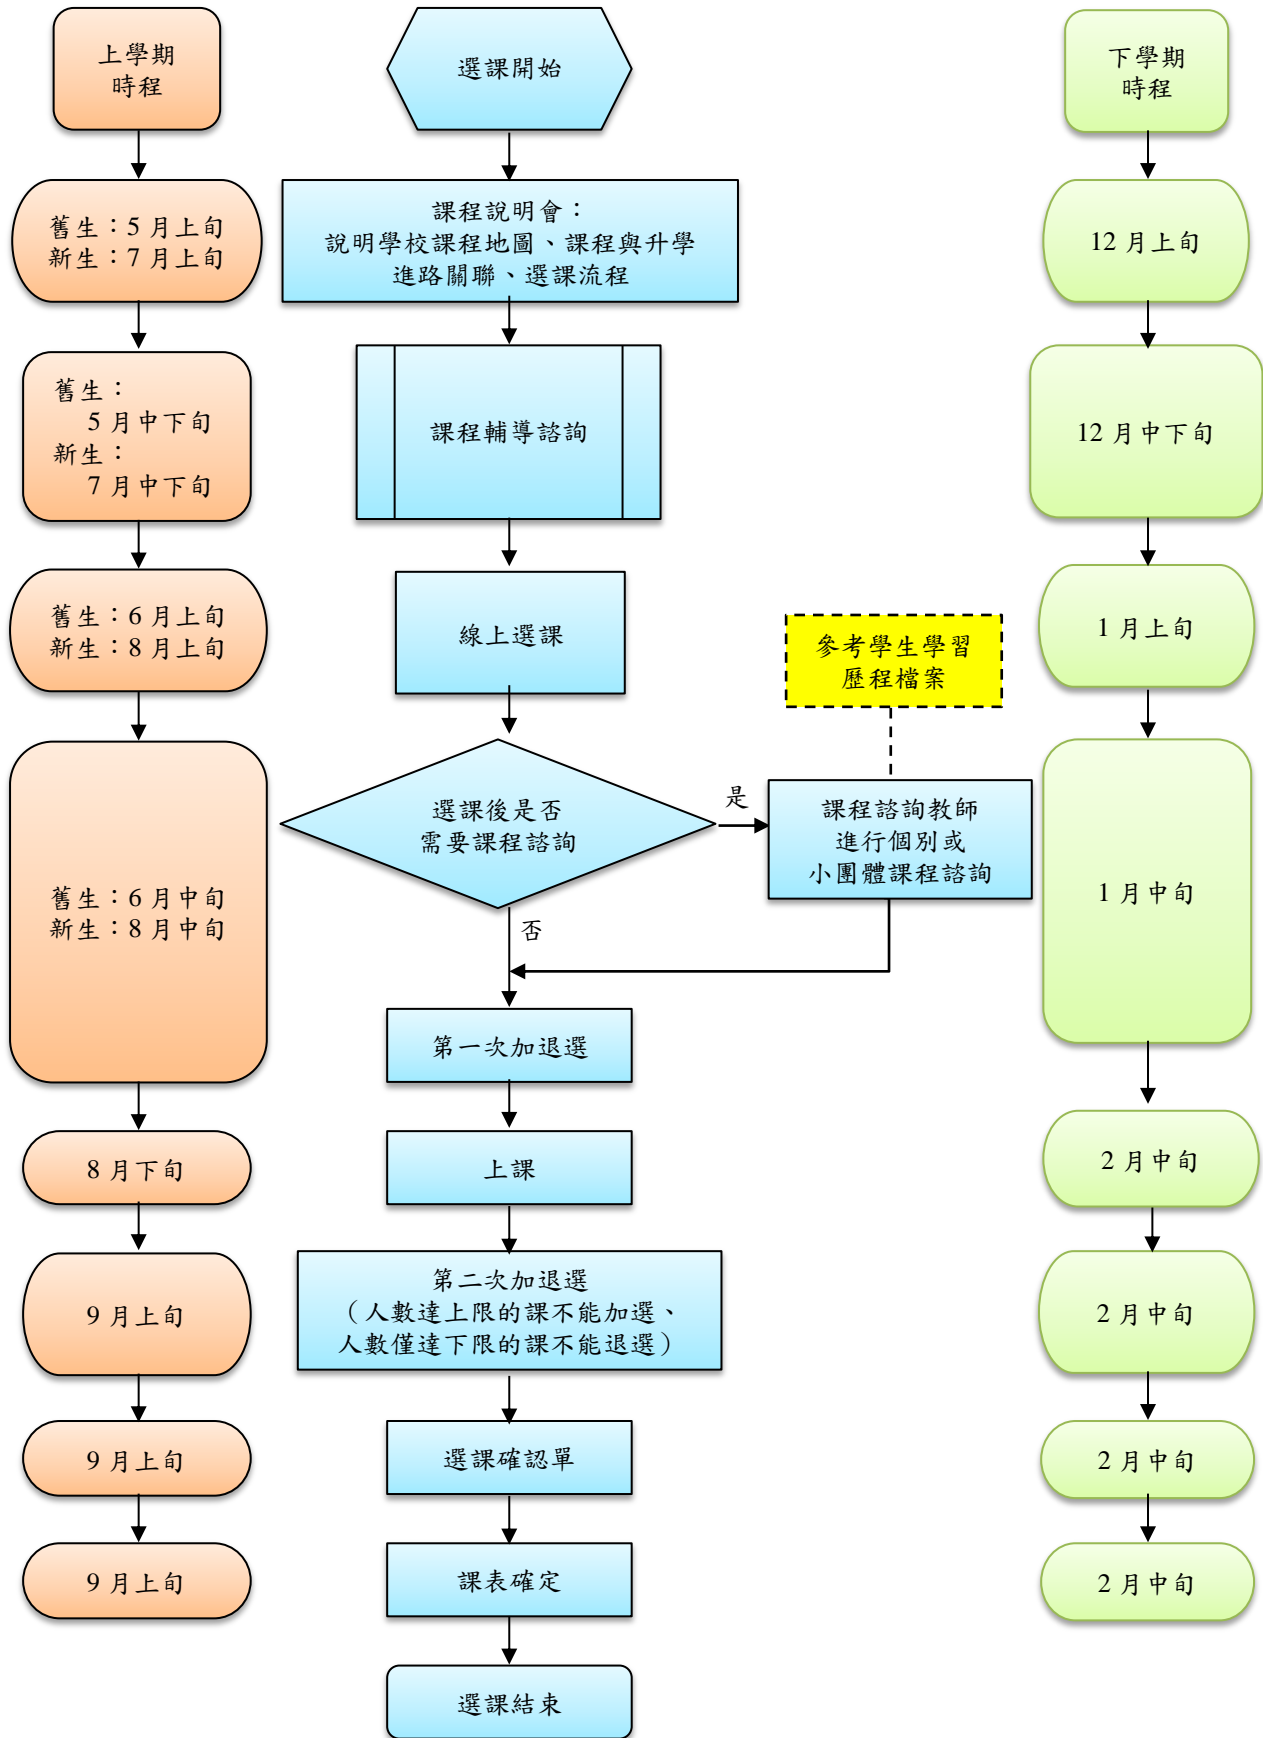 上學期
時程
舊生：5 月上旬
新生：7 月上旬
舊生：
5 月中下旬
新生：
7 月中下旬
舊生：6 月上旬
新生：8 月上旬
舊生：6 月中旬
新生：8 月中旬
8 月下旬
9 月上旬
9 月上旬
9 月上旬
選課開始
課程說明會：
說明學校課程地圖、課程與升學
進路關聯、選課流程
課程輔導諮詢
線上選課
選課後是否
需要課程諮詢
是
否
參考學生學習
歷程檔案
課程諮詢教師
進行個別或
小團體課程諮詢
第一次加退選
上課
第二次加退選
（人數達上限的課不能加選、
人數僅達下限的課不能退選）
選課確認單
課表確定
選課結束
下學期
時程
12 月上旬
12 月中下旬
1 月上旬
1 月中旬
2 月中旬
2 月中旬
2 月中旬
2 月中旬